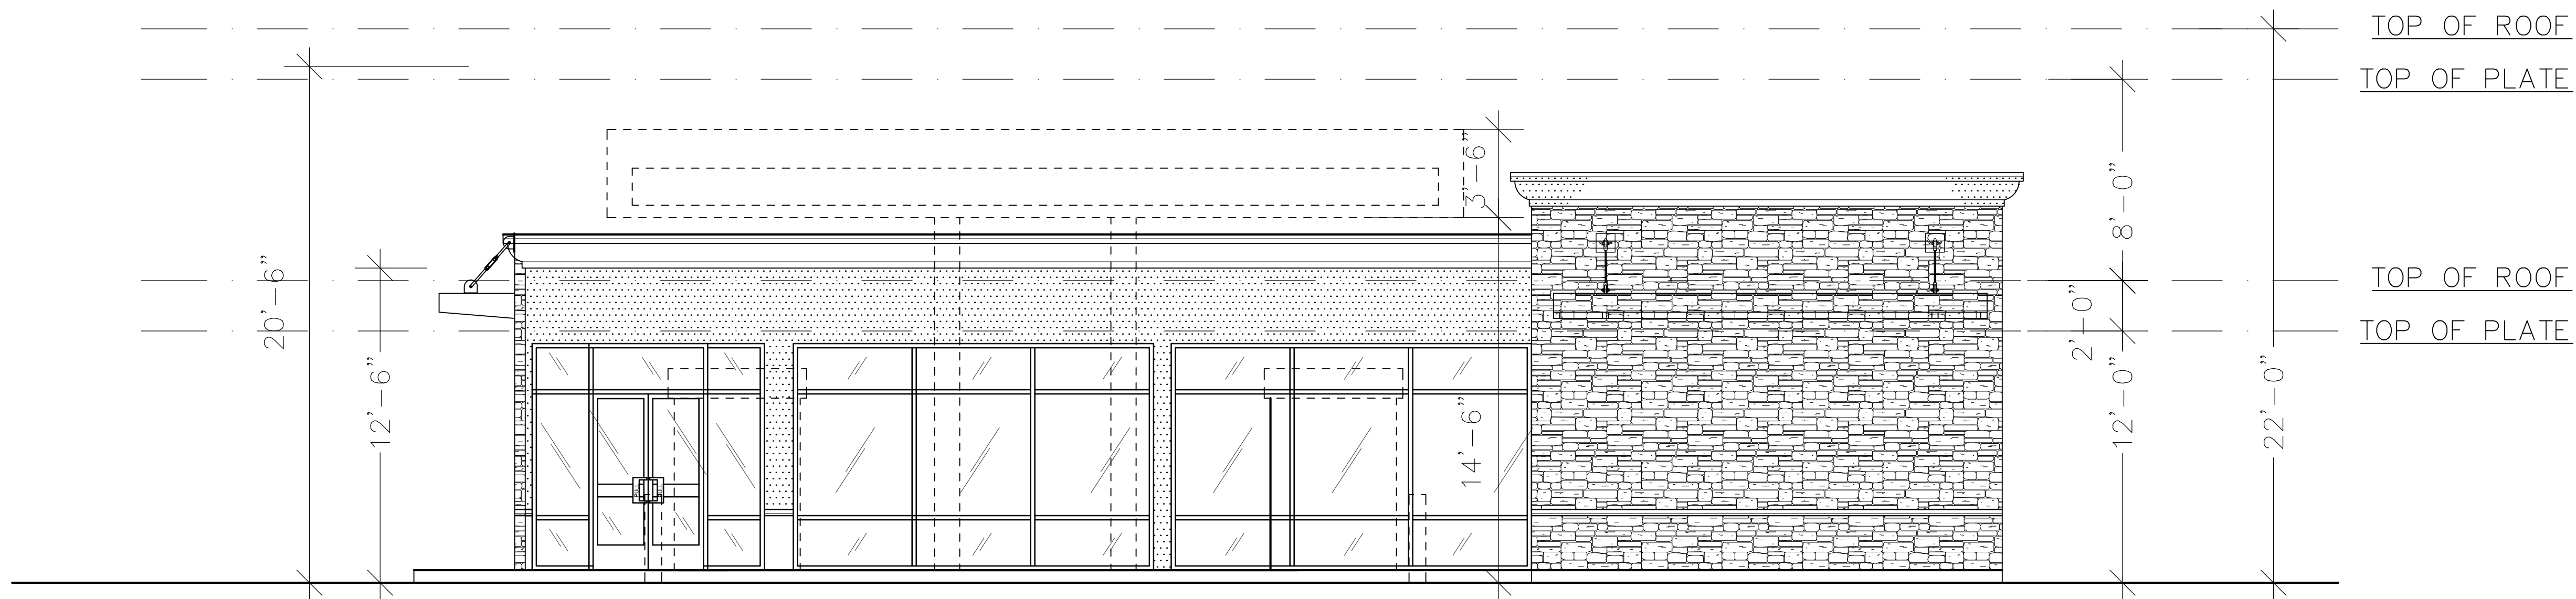 TOP OF ROOF
TOP OF PLATE
3'-6"
8'-0"
20'-6"
TOP OF ROOF
2'-0"
TOP OF PLATE
12'-6"
14'-6"
12'-0"
22'-0"